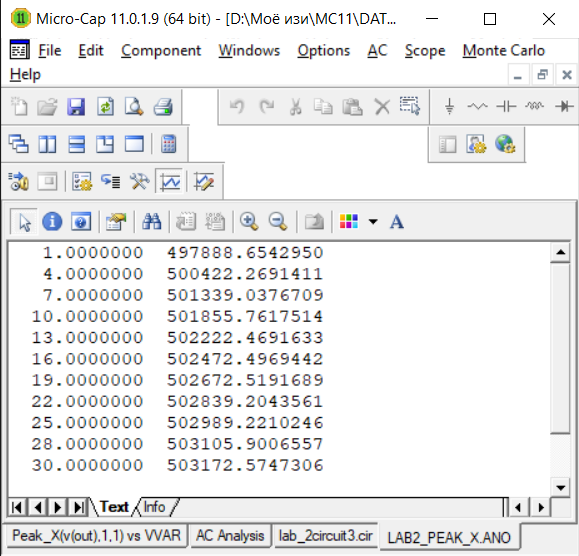 Micro-Cap 11.0.1.9 (64 bit) - [D:\Моё изи\MC11\DAT...
File Edit Component Windows Options AC Scope Monte Carlo
Help
1.0000000 497888.6542950
4.0000000 500422.2691411
7.0000000 501339.0376709
10.0000000 501855.7617514
13.0000000 502222.4691633
16.0000000 502472.4969442
19.0000000 502672.5191689
22.0000000 502839.2043561
25.0000000 502989.2210246
28.0000000 503105.9006557
30.0000000 503172.5747306
Text Info
Peak_X(v(out),1,1) vs VVAR AC Analysis lab_2circuit3.cir LAB2_PEAK_X.ANO